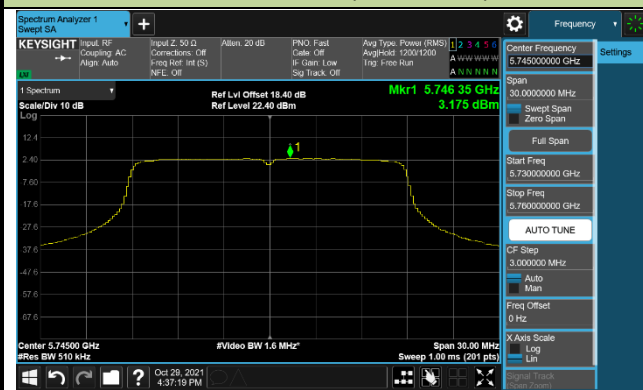 Spectrum Analyzer 1
Swept SA
+
Frequency
KEYSIGHT
Input: RF
Coupling: AC
Align: Auto
Input Z: 50 Ω
Corrections: Off
Freq Ref: Int (S)
NFE: Off
Atten: 20 dB
PNO: Fast
Gate: Off
IF Gain: Low
Sig Track: Off
Avg Type: Power (RMS)
Avg|Hold: 1200/1200
Trig: Free Run
1 2 3 4 5 6
A W W W W W
A N N N N N
LXI
Center Frequency
5.745000000 GHz
Settings
Span
30.0000000 MHz
Swept Span
Zero Span
Full Span
Start Freq
5.730000000 GHz
Stop Freq
5.760000000 GHz
AUTO TUNE
CF Step
3.000000 MHz
Auto
Man
Freq Offset
0 Hz
X Axis Scale
Log
Lin
Signal Track
(Span Zoom)
1 Spectrum
Scale/Div 10 dB
Log
Ref Lvl Offset 18.40 dB
Ref Level 22.40 dBm
Mkr1 5.746 35 GHz
3.175 dBm
1
12.4
2.40
-7.60
-17.6
-27.6
-37.6
-47.6
-57.6
-67.6
Center 5.74500 GHz
#Res BW 510 kHz
#Video BW 1.6 MHz*
Span 30.00 MHz
Sweep 1.00 ms (201 pts)
?
Oct 29, 2021
4:37:19 PM